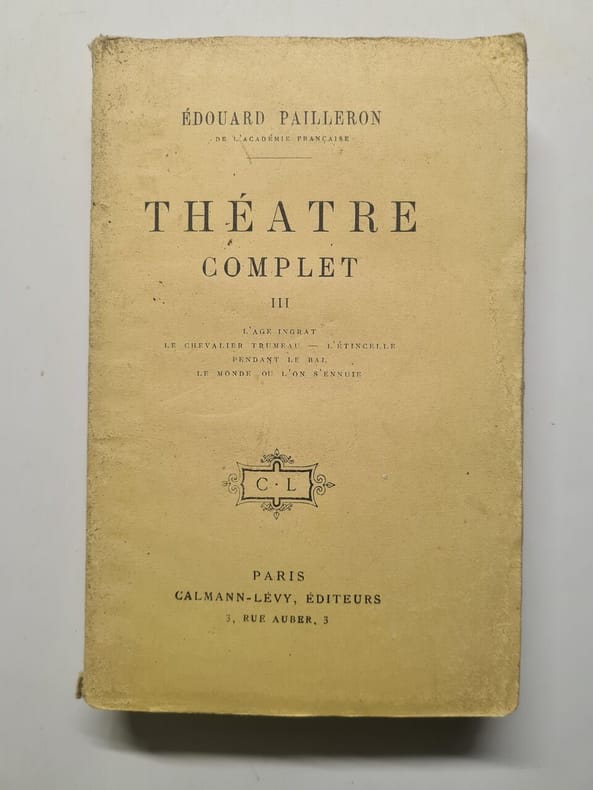 ÉDOUARD PAILLERON
DE L'ACADÉMIE FRANÇAISE
THÉATRE
COMPLET
III
L'AGE INGRAT
LE CHEVALIER TRUMEAU — L'ÉTINCELLE
PENDANT LE BAL
LE MONDE OU L'ON S'ENNUIE
C · L
PARIS
CALMANN-LÉVY, ÉDITEURS
3, RUE AUBER, 3